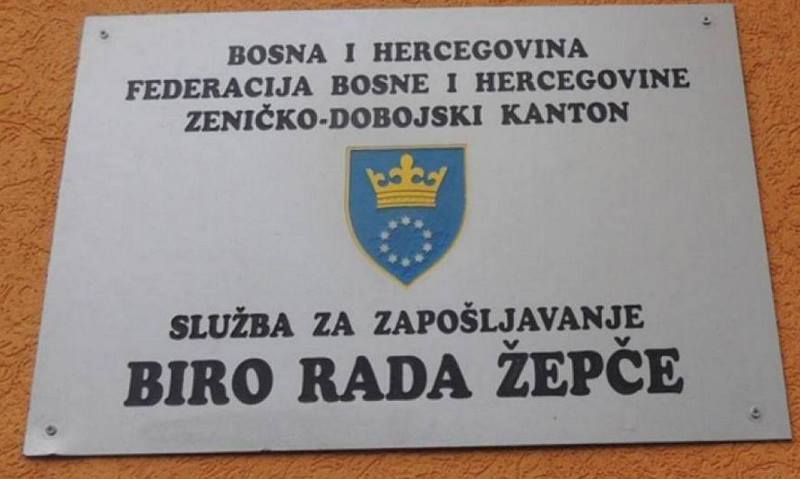 BOSNA I HERCEGOVINA
FEDERACIJA BOSNE I HERCEGOVINE
ZENIČKO-DOBOJSKI KANTON
SLUŽBA ZA ZAPOŠLJAVANJE
BIRO RADA ŽEPČE